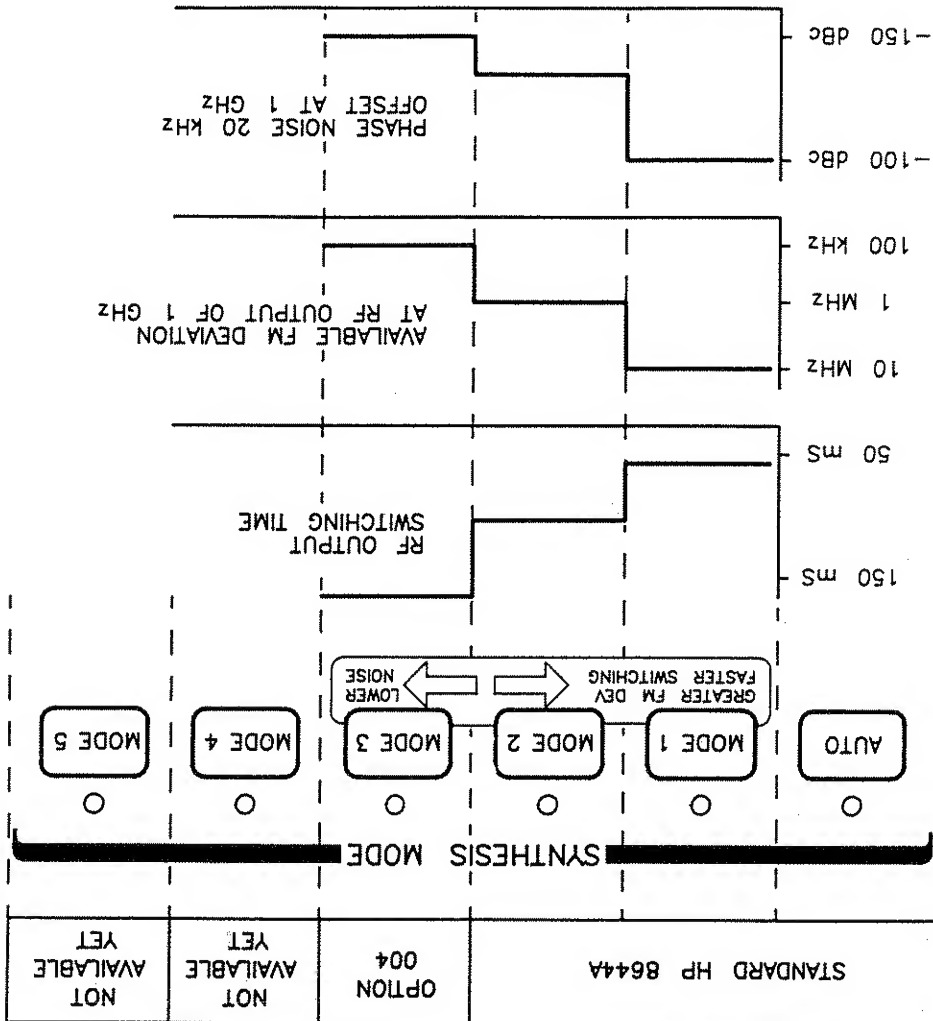 STANDARD HP 8644A
OPTION
004
NOT
AVAILABLE
YET
NOT
AVAILABLE
YET
SYNTHESIS MODE
AUTO
MODE 1
MODE 2
MODE 3
MODE 4
MODE 5
GREATER FM DEV
FASTER SWITCHING
LOWER
NOISE
150 mS
50 mS
RF OUTPUT
SWITCHING TIME
10 MHz
1 MHz
100 kHz
AVAILABLE FM DEVIATION
AT RF OUTPUT OF 1 GHz
-100 dBc
-150 dBc
PHASE NOISE 20 kHz
OFFSET AT 1 GHz